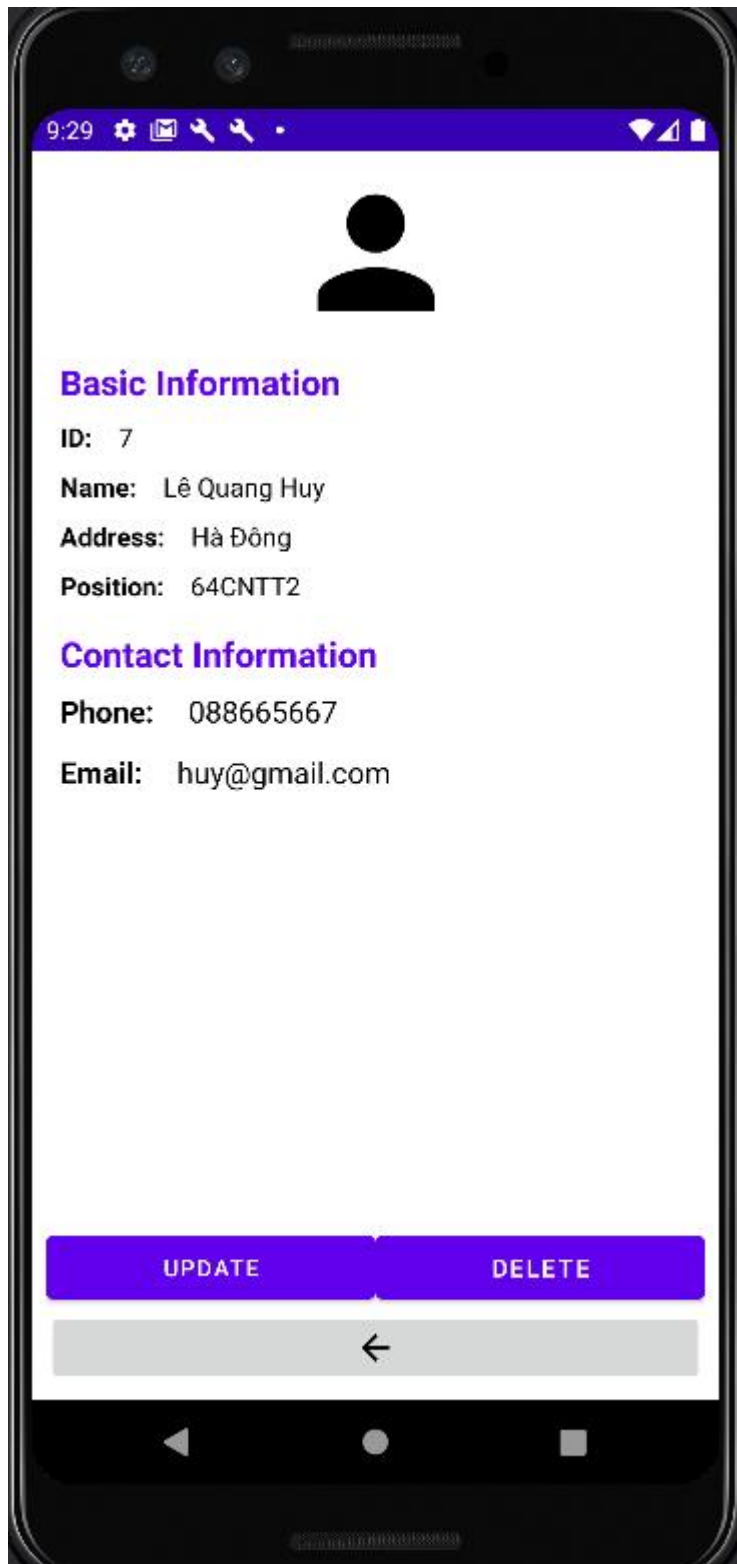 9:29
Basic Information
ID: 7
Name: Lê Quang Huy
Address: Hà Đông
Position: 64CNTT2
Contact Information
Phone: 088665667
Email: huy@gmail.com
UPDATE DELETE